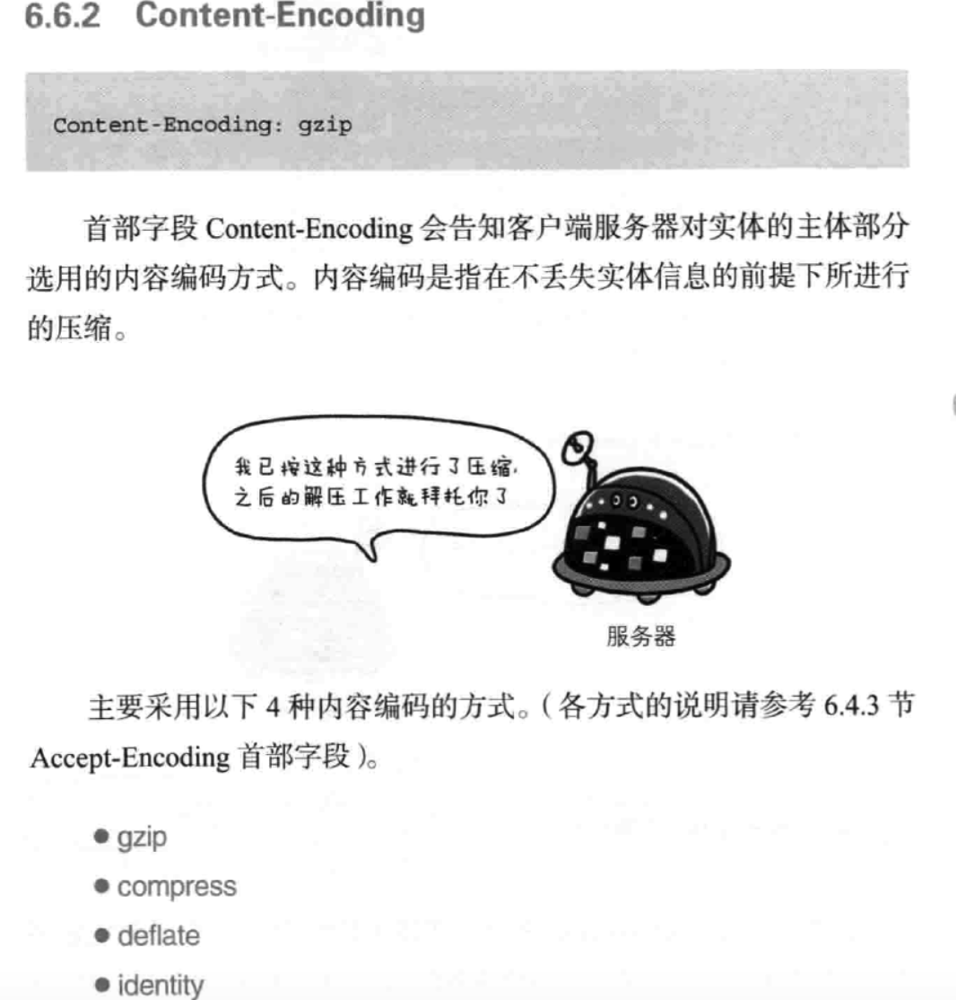 6.6.2 Content-Encoding
Content-Encoding: gzip
首部字段 Content-Encoding 会告知客户端服务器对实体的主体部分
选用的内容编码方式。内容编码是指在不丢失实体信息的前提下所进行
的压缩。
我已按这种方式进行了压缩，
之后的解压工作就拜托你了
服务器
主要采用以下 4 种内容编码的方式。（各方式的说明请参考 6.4.3 节
Accept-Encoding 首部字段）。
● gzip
● compress
● deflate
● identity